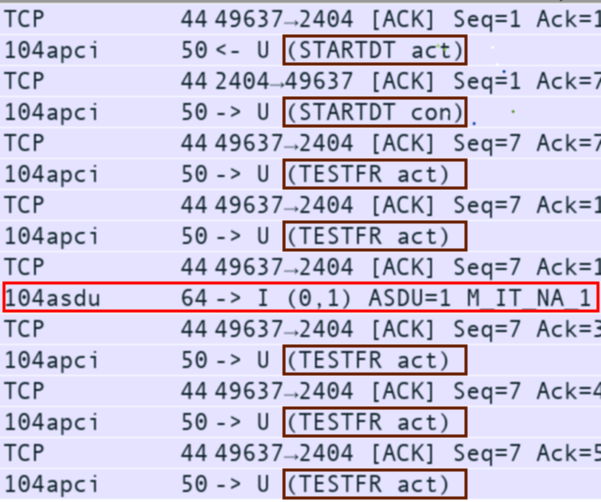 TCP 44 49637→2404 [ACK] Seq=1 Ack=1
104apci 50 <- U (STARTDT act)
TCP 44 2404→49637 [ACK] Seq=1 Ack=7
104apci 50 -> U (STARTDT con)
TCP 44 49637→2404 [ACK] Seq=7 Ack=7
104apci 50 -> U (TESTFR act)
TCP 44 49637→2404 [ACK] Seq=7 Ack=1
104apci 50 -> U (TESTFR act)
TCP 44 49637→2404 [ACK] Seq=7 Ack=1
104asdu 64 -> I (0,1) ASDU=1 M_IT_NA_1
TCP 44 49637→2404 [ACK] Seq=7 Ack=3
104apci 50 -> U (TESTFR act)
TCP 44 49637→2404 [ACK] Seq=7 Ack=4
104apci 50 -> U (TESTFR act)
TCP 44 49637→2404 [ACK] Seq=7 Ack=5
104apci 50 -> U (TESTFR act)